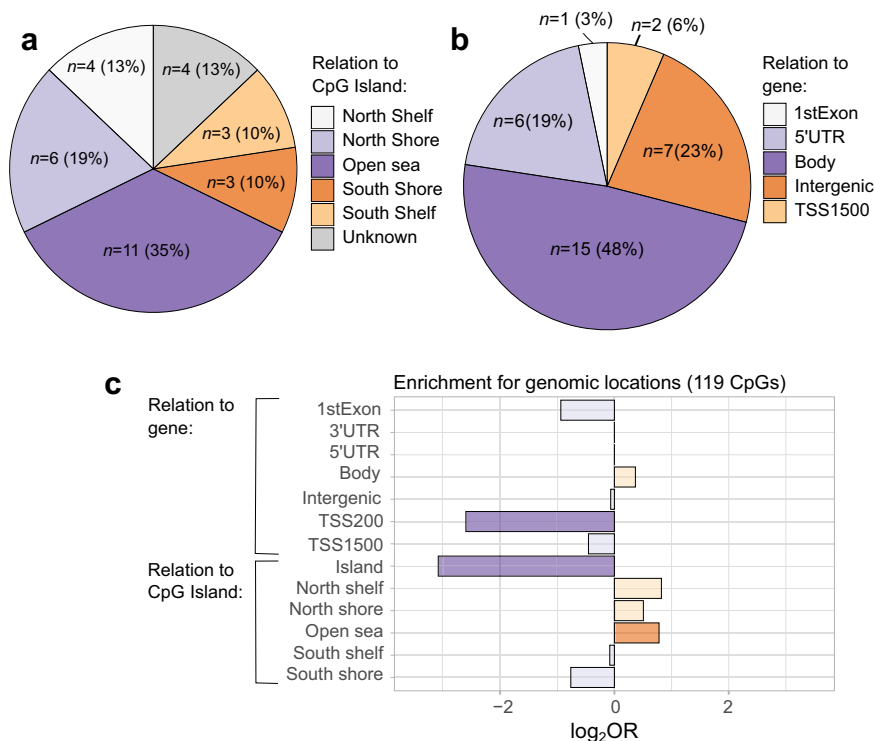 a
n=4 (13%)
n=4 (13%)
n=3 (10%)
n=3 (10%)
n=11 (35%)
n=6 (19%)
Relation to
CpG Island:
North Shelf
North Shore
Open sea
South Shore
South Shelf
Unknown
b
n=1 (3%)
n=2 (6%)
n=6(19%)
n=7(23%)
n=15 (48%)
Relation to
gene:
1stExon
5'UTR
Body
Intergenic
TSS1500
c
Enrichment for genomic locations (119 CpGs)
Relation to
gene:
1stExon
3'UTR
5'UTR
Body
Intergenic
TSS200
TSS1500
Relation to
CpG Island:
Island
North shelf
North shore
Open sea
South shelf
South shore
−2
0
2
log₂OR